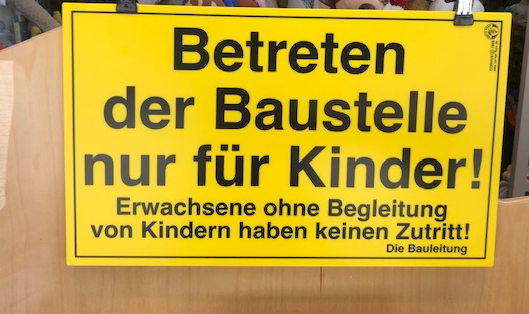 Betreten
der Baustelle
nur für Kinder!
Erwachsene ohne Begleitung
von Kindern haben keinen Zutritt!
Die Bauleitung